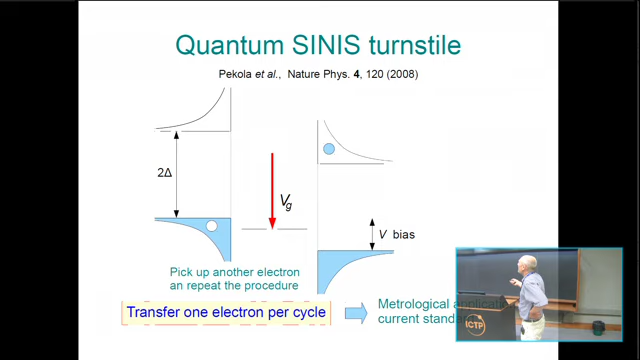 Quantum SINIS turnstile
Pekola et al., Nature Phys. 4, 120 (2008)
2Δ
Vg
V bias
Pick up another electron
an repeat the procedure
Transfer one electron per cycle
Metrological application
current standard
ICTP